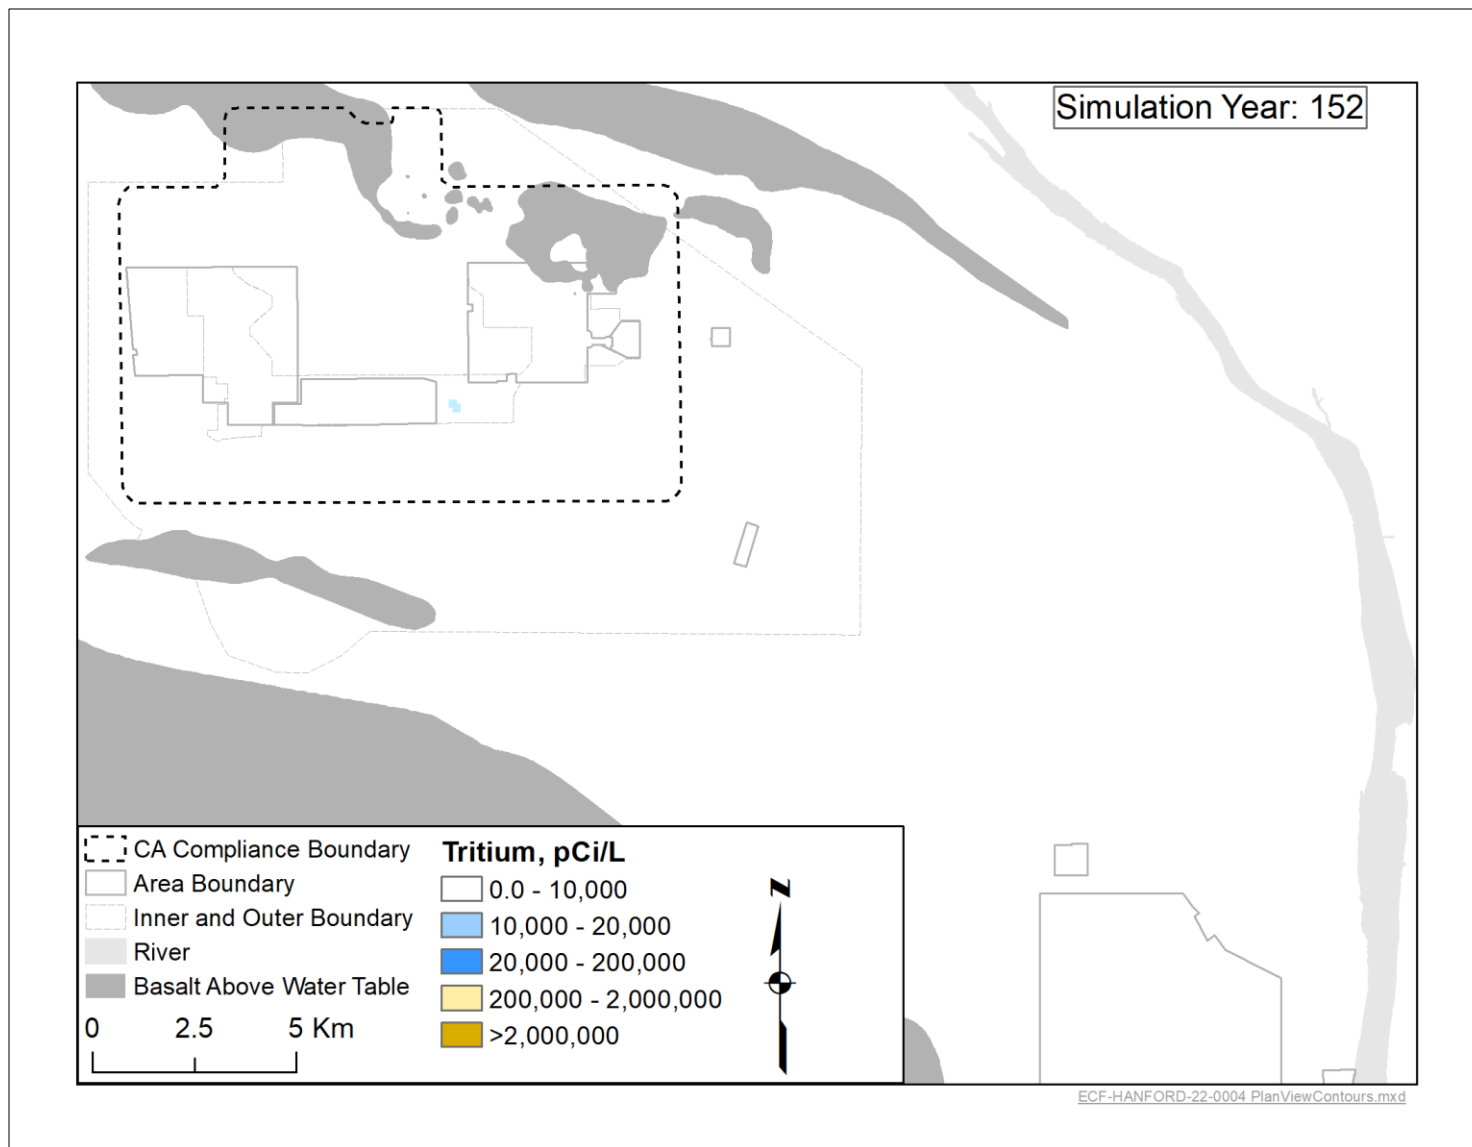 Simulation Year: 152
CA Compliance Boundary
Area Boundary
Inner and Outer Boundary
River
Basalt Above Water Table
0 2.5 5 Km
Tritium, pCi/L
0.0 - 10,000
10,000 - 20,000
20,000 - 200,000
200,000 - 2,000,000
>2,000,000
N
ECF-HANFORD-22-0004 PlanViewContours.mxd